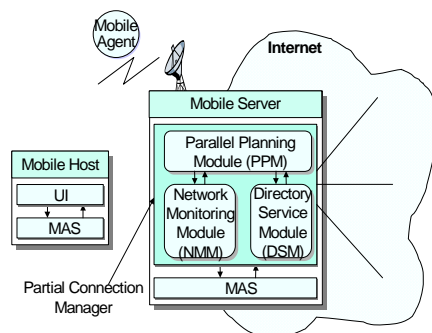 Mobile
Agent
Internet
Mobile Server
Parallel Planning
Module (PPM)
Network
Monitoring
Module
(NMM)
Directory
Service
Module
(DSM)
MAS
Mobile Host
UI
MAS
Partial Connection
Manager